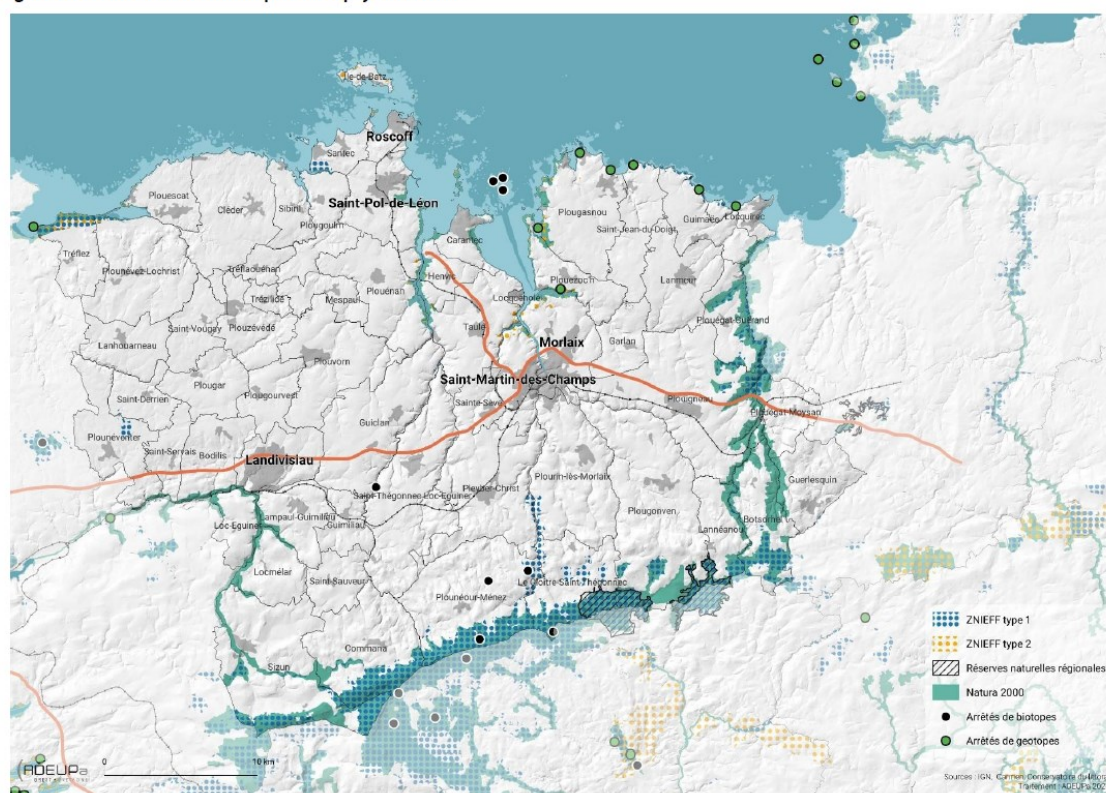 Île-de-Batz
Roscoff
Santec
Plouescat
Cléder
Sibiril
Saint-Pol-de-Léon
Plougoulm
Plougasnou
Guimaëc
Locquirec
Saint-Jean-du-Doigt
Carantec
Tréflez
Plounévez-Lochrist
Tréflaouénan
Henvic
Plouézoc'h
Lanmeur
Trézilidé
Mespaul
Plouénan
Locquénolé
Saint-Vougay
Plouzévédé
Taulé
Plouégat-Guérand
Lanhouarneau
Plouvorn
Morlaix
Garlan
Plougar
Saint-Martin-des-Champs
Saint-Derrien
Plougourvest
Sainte-Sève
Plouigneau
Plouégat-Moysan
Guiclan
Plounéventer
Saint-Servais
Bodilis
Landivisiau
Plourin-lès-Morlaix
Guerlesquin
Saint-Thégonnec Loc-Eguiner
Pleyber-Christ
Plougonven
Loc-Eguiner
Lampaul-Guimiliau
Guimiliau
Lannéanou
Botsorhel
Locmélar
Saint-Sauveur
Le Cloître-Saint-Thégonnec
Plounéour-Ménez
Commana
Sizun
ZNIEFF type 1
ZNIEFF type 2
Réserves naturelles régionales
Natura 2000
Arrêtés de biotopes
Arrêtés de geotopes
ADEUPa
0
10 km
Sources : IGN, Carmen, Conservatoire du littor
Traitement : ADEUPa 202